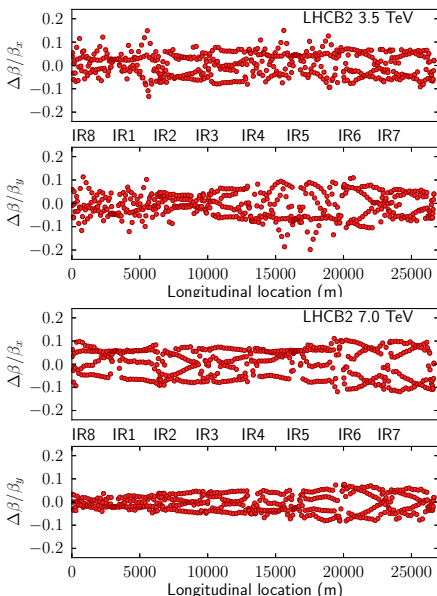 LHCB2 3.5 TeV
0.2
0.1
0.0
−0.1
−0.2
Δβ/βx
IR8 IR1 IR2 IR3 IR4 IR5 IR6 IR7
0.2
0.1
0.0
−0.1
−0.2
Δβ/βy
0 5000 10000 15000 20000 25000
Longitudinal location (m)
LHCB2 7.0 TeV
0.2
0.1
0.0
−0.1
−0.2
Δβ/βx
IR8 IR1 IR2 IR3 IR4 IR5 IR6 IR7
0.2
0.1
0.0
−0.1
−0.2
Δβ/βy
0 5000 10000 15000 20000 25000
Longitudinal location (m)